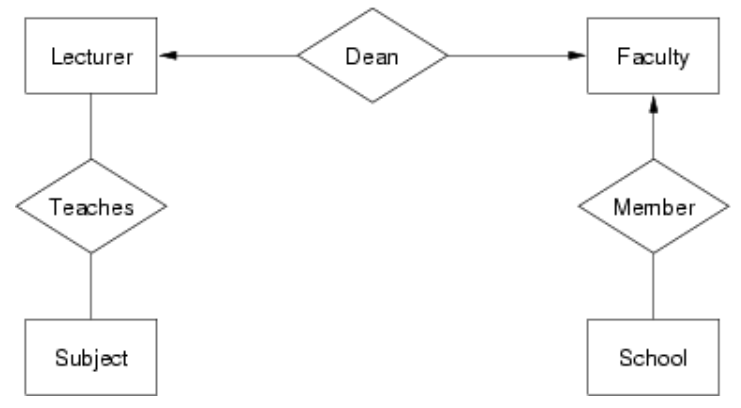 Lecturer
Dean
Faculty
Teaches
Member
Subject
School